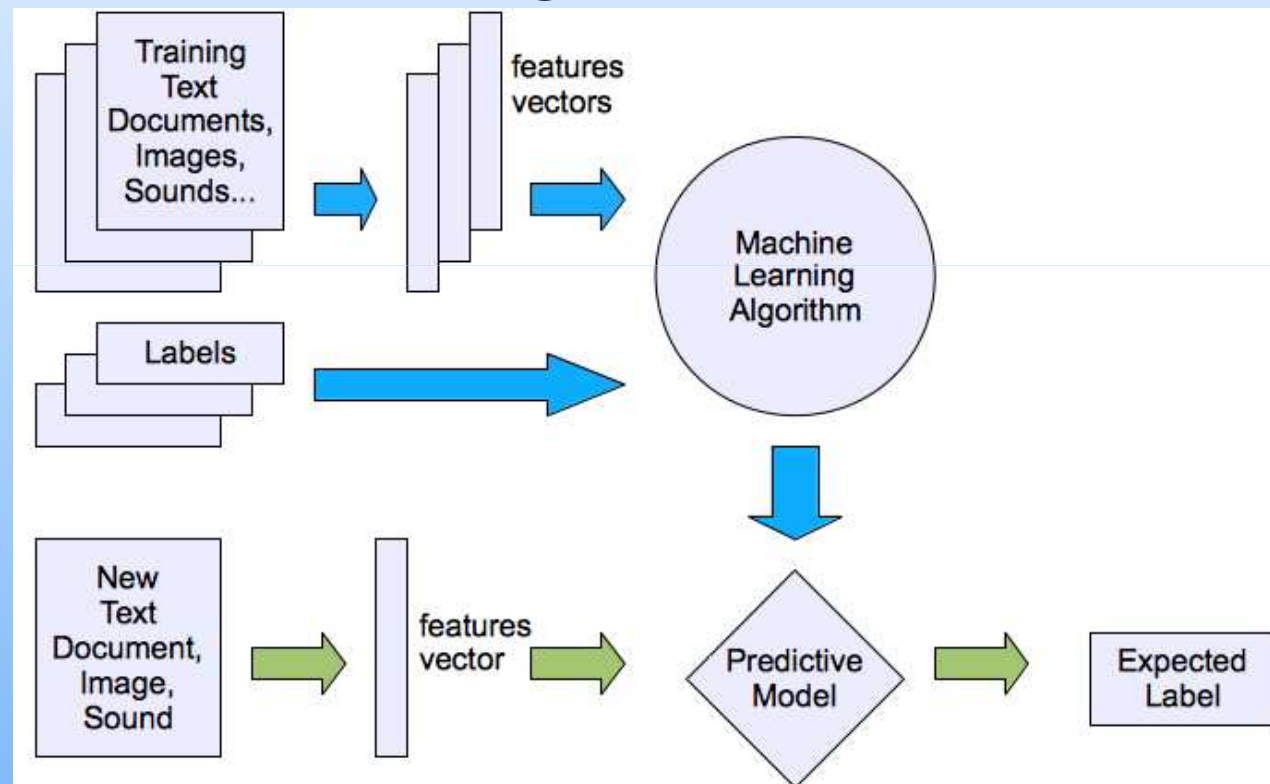 Training
Text
Documents,
Images,
Sounds...
features
vectors
Machine
Learning
Algorithm
Labels
New
Text
Document,
Image,
Sound
features
vector
Predictive
Model
Expected
Label